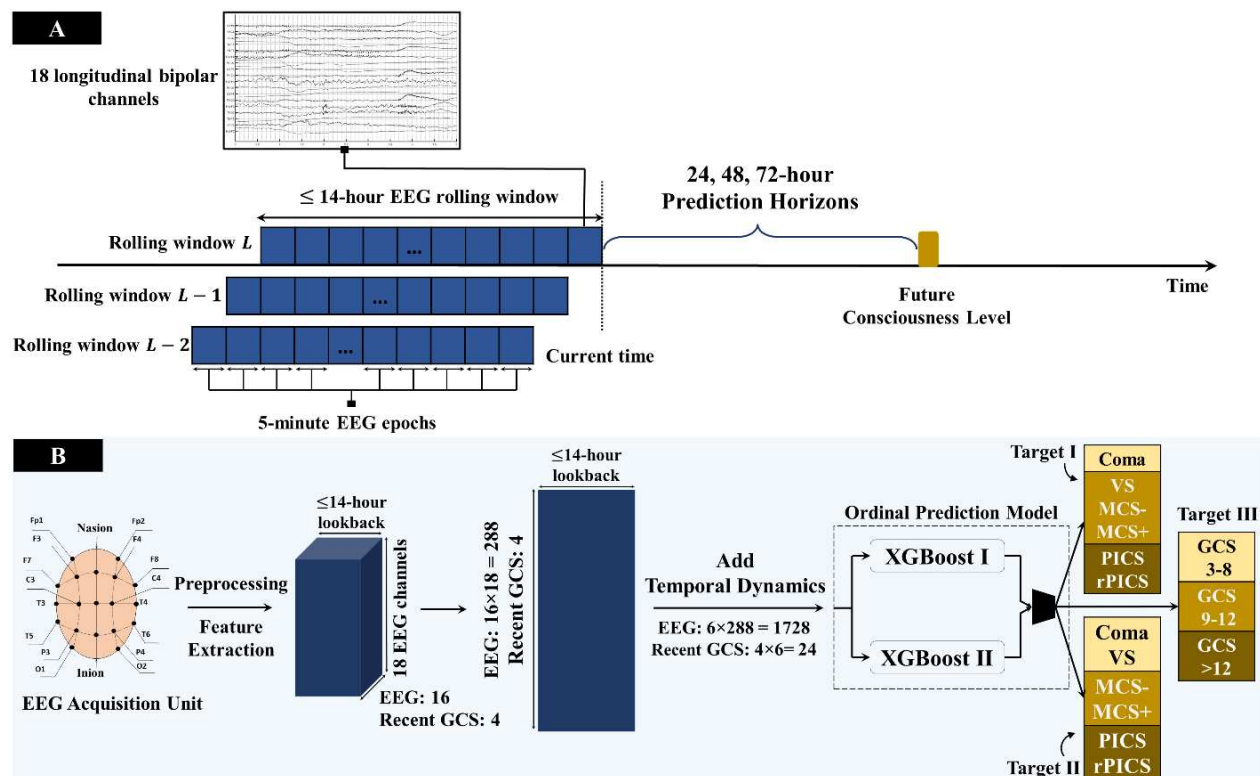 A
18 longitudinal bipolar
channels
≤ 14-hour EEG rolling window
24, 48, 72-hour
Prediction Horizons
Rolling window L
...
Time
Rolling window L − 1
...
Future
Consciousness Level
Rolling window L − 2
...
Current time
5-minute EEG epochs
B
Nasion
Fp1
Fp2
F3
F4
F7
F8
C3
C4
T3
T4
T5
T6
P3
P4
O1
O2
Inion
EEG Acquisition Unit
Preprocessing
Feature
Extraction
≤14-hour
lookback
18 EEG channels
EEG: 16
Recent GCS: 4
EEG: 16×18 = 288
Recent GCS: 4
≤14-hour
lookback
Add
Temporal Dynamics
EEG: 6×288 = 1728
Recent GCS: 4×6= 24
Ordinal Prediction Model
XGBoost I
XGBoost II
Target I
Coma
VS
MCS-
MCS+
PICS
rPICS
Coma
VS
MCS-
MCS+
PICS
rPICS
Target II
Target III
GCS
3-8
GCS
9-12
GCS
>12